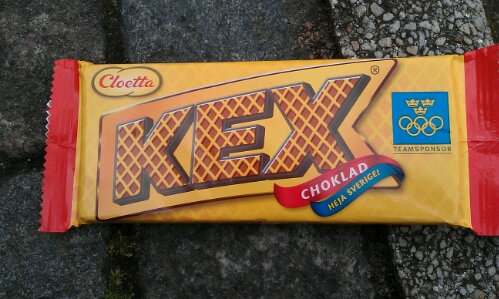 Cloetta
KEX
®
CHOKLAD
HEJA SVERIGE!
TEAMSPONSOR